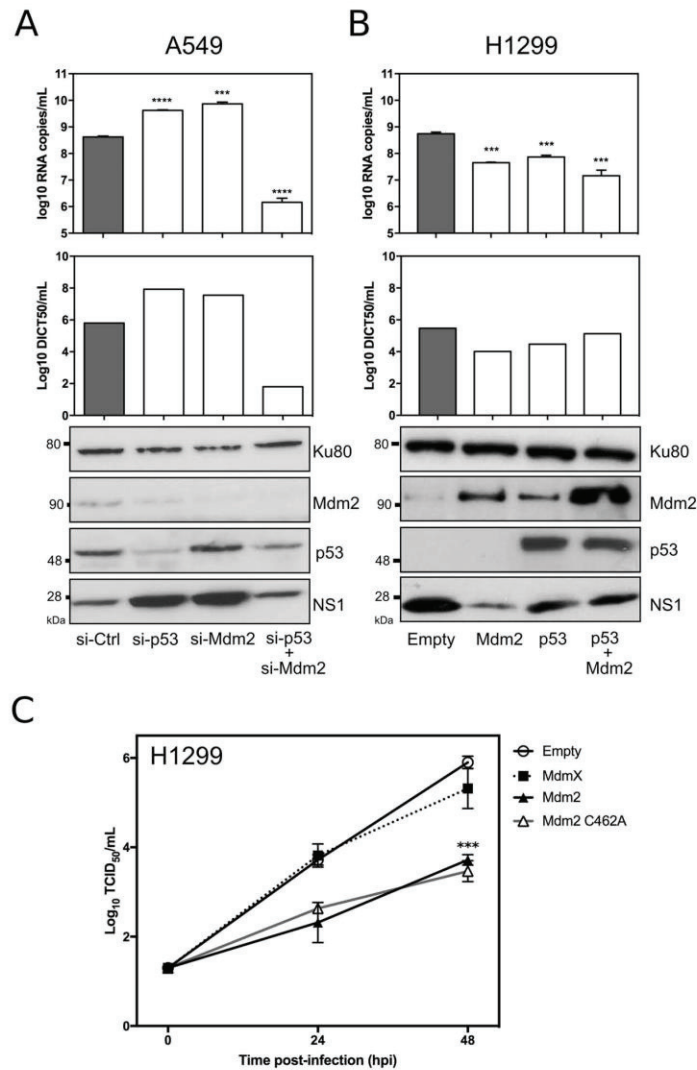 A
A549
log10 RNA copies/mL
11
10
9
8
7
6
5
****
***
****
Log10 DICT50/mL
10
8
6
4
2
0
80
Ku80
90
Mdm2
48
p53
28
NS1
kDa
si-Ctrl si-p53 si-Mdm2 si-p53
+
si-Mdm2
B
H1299
log10 RNA copies/mL
11
10
9
8
7
6
5
***
***
***
Log10 DICT50/mL
10
8
6
4
2
0
80
Ku80
90
Mdm2
48
p53
28
NS1
kDa
Empty Mdm2 p53 p53
+
Mdm2
C
H1299
Log10 TCID50/mL
6
4
2
0
***
0 24 48
Time post-infection (hpi)
Empty
MdmX
Mdm2
Mdm2 C462A